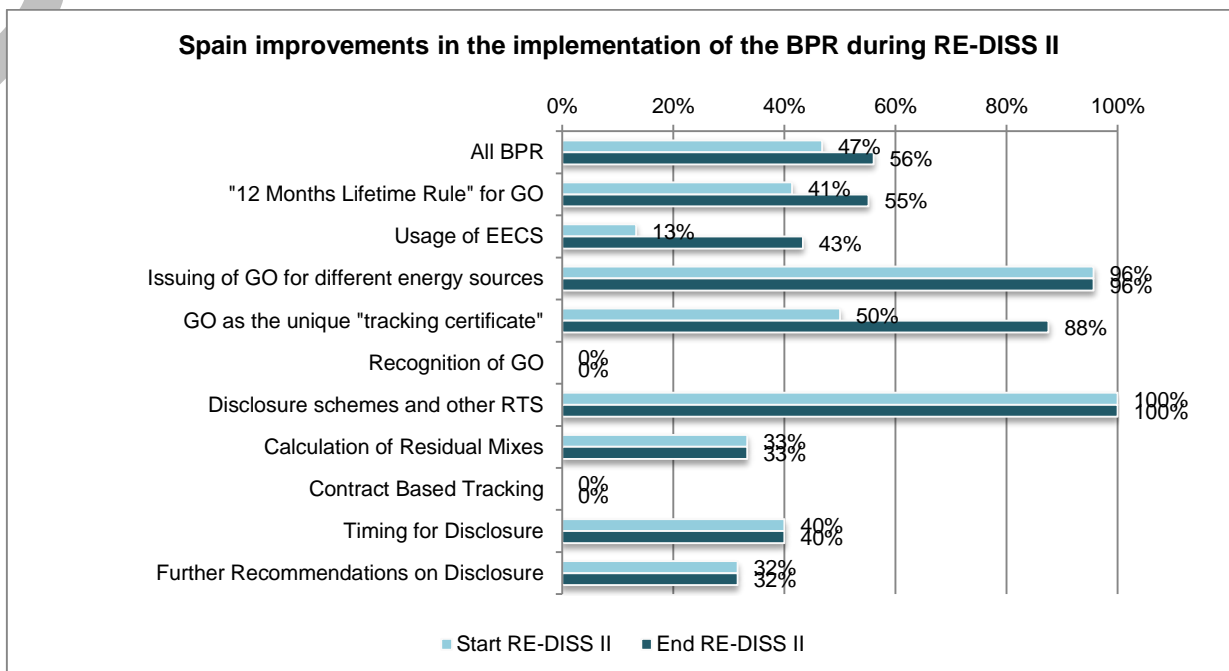 Spain improvements in the implementation of the BPR during RE-DISS II
0% 20% 40% 60% 80% 100%
All BPR 47% 56%
"12 Months Lifetime Rule" for GO 41% 55%
Usage of EECS 13% 43%
Issuing of GO for different energy sources 96% 96%
GO as the unique "tracking certificate" 50% 88%
Recognition of GO 0% 0%
Disclosure schemes and other RTS 100% 100%
Calculation of Residual Mixes 33% 33%
Contract Based Tracking 0% 0%
Timing for Disclosure 40% 40%
Further Recommendations on Disclosure 32% 32%
Start RE-DISS II End RE-DISS II